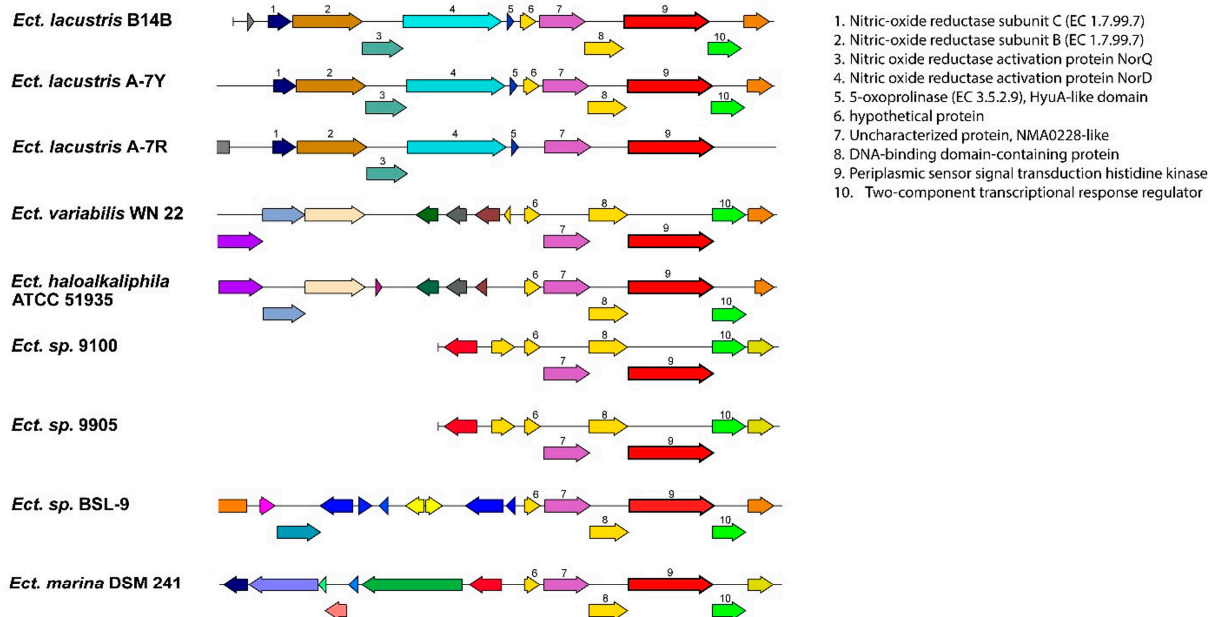 Ect. lacustris B14B
1 2 3 4 5 6 7 8 9 10
Ect. lacustris A-7Y
1 2 3 4 5 6 7 8 9 10
Ect. lacustris A-7R
1 2 3 4 5 7 9
Ect. variabilis WN 22
6 7 8 9 10
Ect. haloalkaliphila
ATCC 51935
6 7 8 9 10
Ect. sp. 9100
6 7 8 9 10
Ect. sp. 9905
6 7 8 9 10
Ect. sp. BSL-9
6 7 8 9 10
Ect. marina DSM 241
6 7 8 9 10
1. Nitric-oxide reductase subunit C (EC 1.7.99.7)
2. Nitric-oxide reductase subunit B (EC 1.7.99.7)
3. Nitric oxide reductase activation protein NorQ
4. Nitric oxide reductase activation protein NorD
5. 5-oxoprolinase (EC 3.5.2.9), HyuA-like domain
6. hypothetical protein
7. Uncharacterized protein, NMA0228-like
8. DNA-binding domain-containing protein
9. Periplasmic sensor signal transduction histidine kinase
10. Two-component transcriptional response regulator